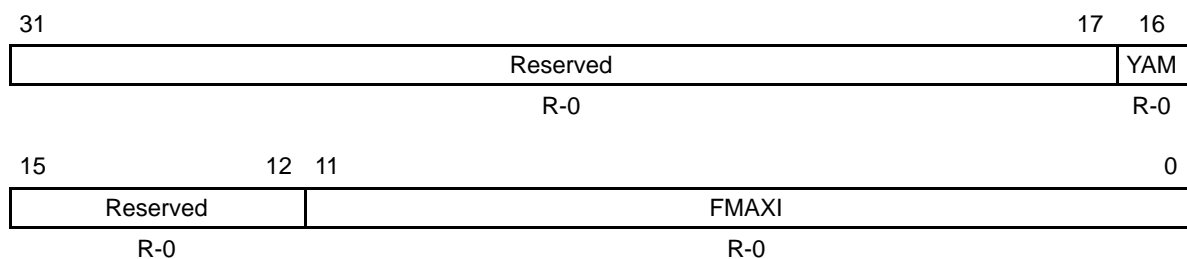 31 17 16
Reserved YAM
R-0 R-0
15 12 11 0
Reserved FMAXI
R-0 R-0